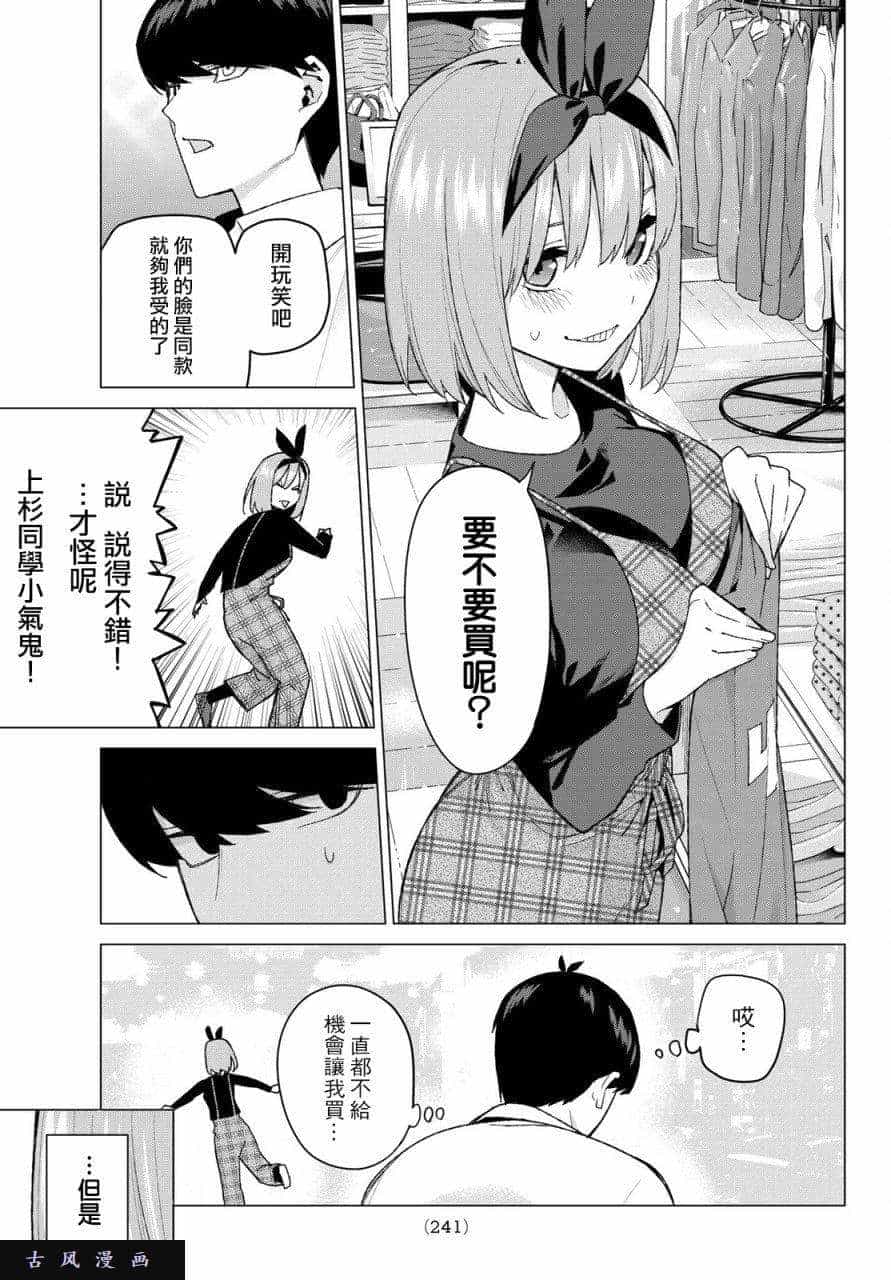 要不要買呢？
開玩笑吧
你們的臉是同款
就夠我受的了
説 説得不錯！
…才怪呢
上杉同學小氣鬼！
哎…
一直都不給
機會讓我買…
…但是
(241)
古风漫画